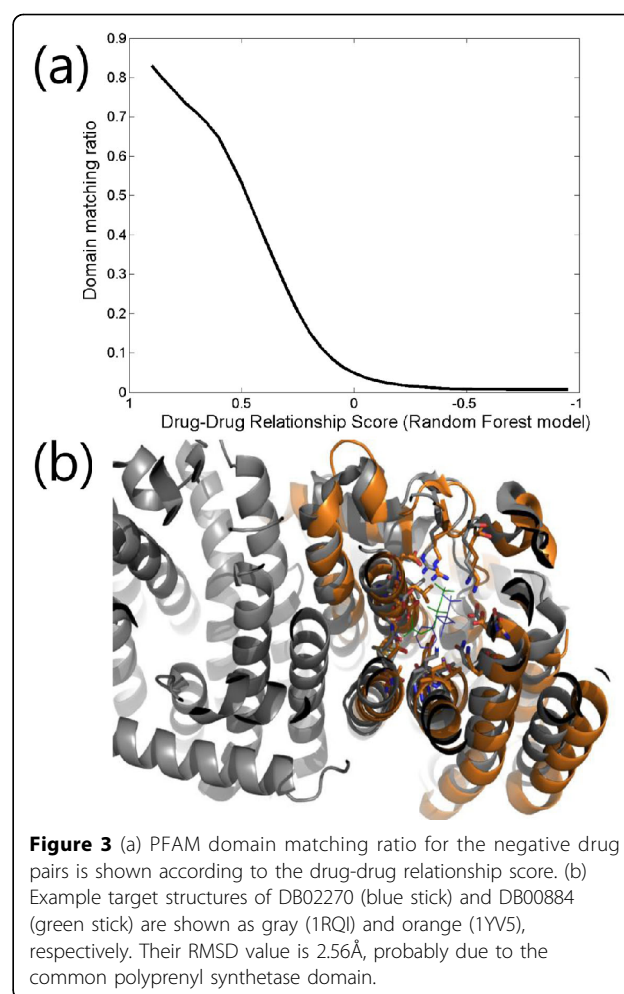 (a)
0.9
0.8
0.7
0.6
0.5
0.4
0.3
0.2
0.1
0
Domain matching ratio
1 0.5 0 -0.5 -1
Drug-Drug Relationship Score (Random Forest model)
(b)
Figure 3 (a) PFAM domain matching ratio for the negative drug
pairs is shown according to the drug-drug relationship score. (b)
Example target structures of DB02270 (blue stick) and DB00884
(green stick) are shown as gray (1RQI) and orange (1YV5),
respectively. Their RMSD value is 2.56Å, probably due to the
common polyprenyl synthetase domain.